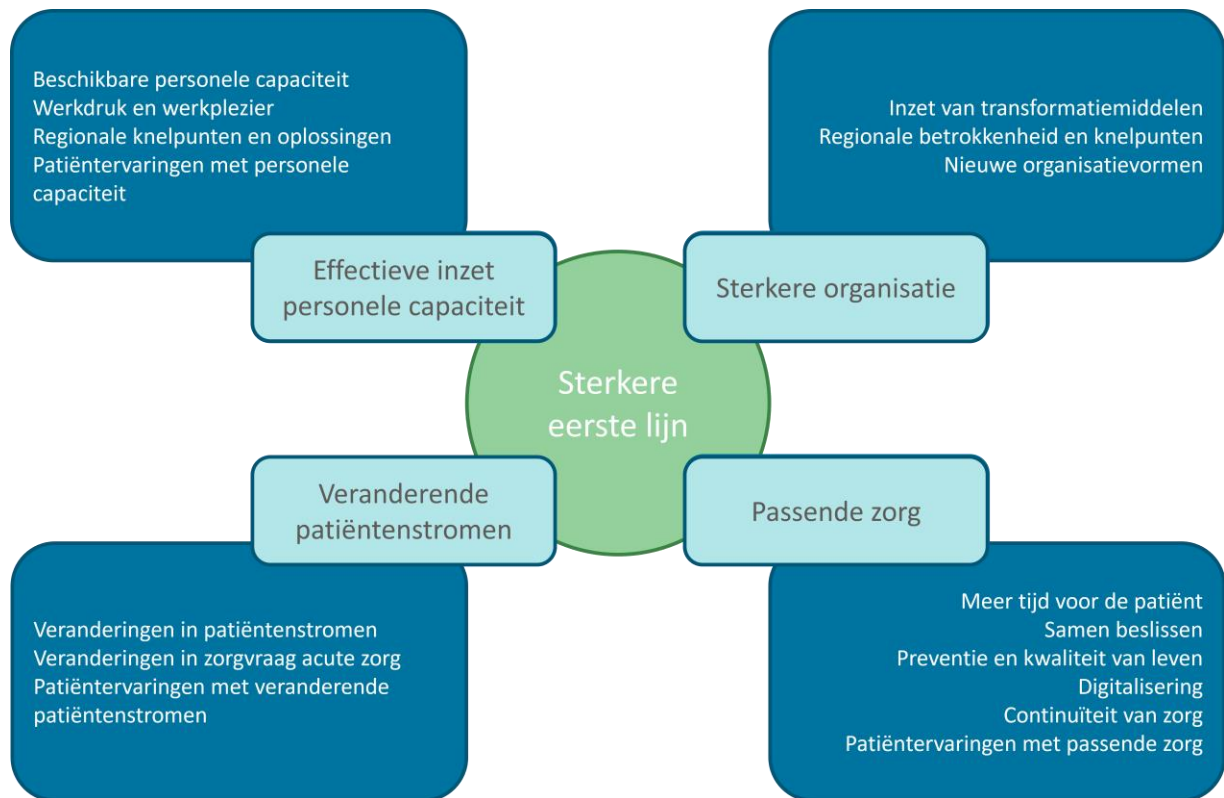 Beschikbare personele capaciteit
Werkdruk en werkplezier
Regionale knelpunten en oplossingen
Patiëntervaringen met personele
capaciteit
Effectieve inzet
personele capaciteit
Inzet van transformatiemiddelen
Regionale betrokkenheid en knelpunten
Nieuwe organisatievormen
Sterkere organisatie
Sterkere
eerste lijn
Veranderende
patiëntenstromen
Veranderingen in patiëntenstromen
Veranderingen in zorgvraag acute zorg
Patiëntervaringen met veranderende
patiëntenstromen
Passende zorg
Meer tijd voor de patiënt
Samen beslissen
Preventie en kwaliteit van leven
Digitalisering
Continuïteit van zorg
Patiëntervaringen met passende zorg